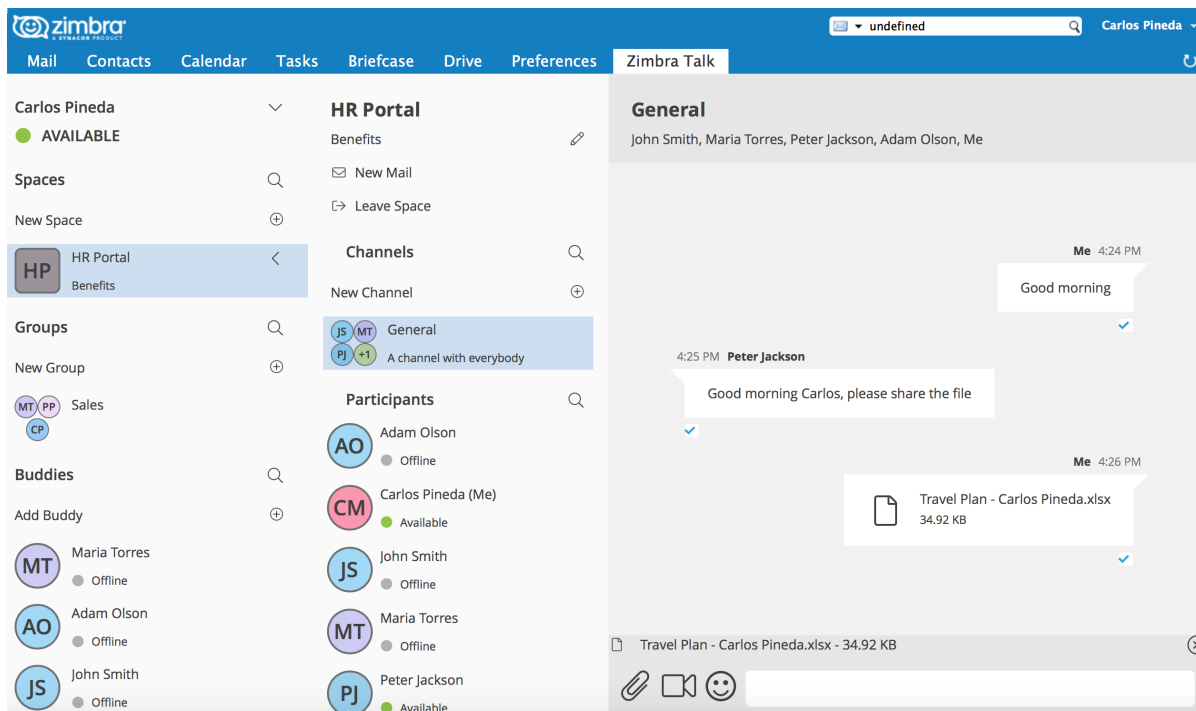 zimbra
A SYNACOR PRODUCT
undefined
Carlos Pineda
Mail Contacts Calendar Tasks Briefcase Drive Preferences Zimbra Talk
Carlos Pineda
AVAILABLE
Spaces
New Space
HP
HR Portal
Benefits
Groups
New Group
MT PP
CP
Sales
Buddies
Add Buddy
MT
Maria Torres
Offline
AO
Adam Olson
Offline
JS
John Smith
Offline
HR Portal
Benefits
New Mail
Leave Space
Channels
New Channel
JS MT
PJ +1
General
A channel with everybody
Participants
AO
Adam Olson
Offline
CM
Carlos Pineda (Me)
Available
JS
John Smith
Offline
MT
Maria Torres
Offline
PJ
Peter Jackson
Available
General
John Smith, Maria Torres, Peter Jackson, Adam Olson, Me
Me 4:24 PM
Good morning
4:25 PM Peter Jackson
Good morning Carlos, please share the file
Me 4:26 PM
Travel Plan - Carlos Pineda.xlsx
34.92 KB
Travel Plan - Carlos Pineda.xlsx - 34.92 KB